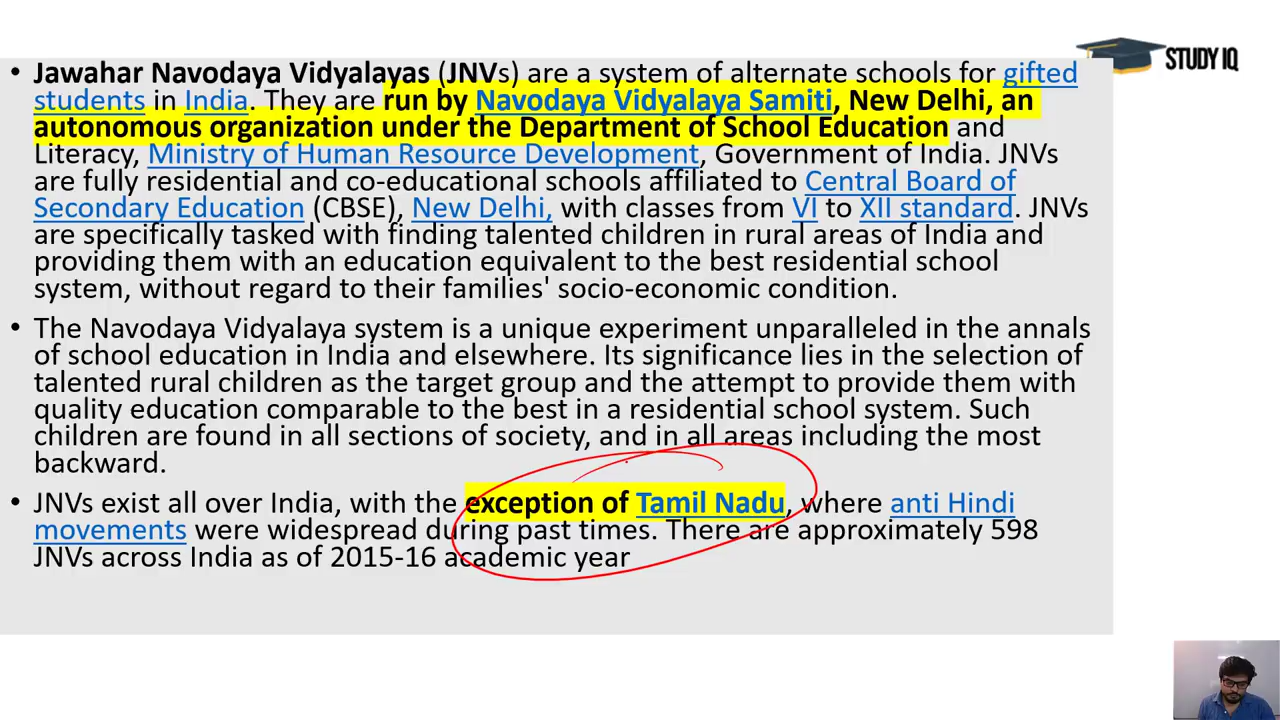 STUDY IQ
• Jawahar Navodaya Vidyalayas (JNVs) are a system of alternate schools for gifted
students in India. They are run by Navodaya Vidyalaya Samiti, New Delhi, an
autonomous organization under the Department of School Education and
Literacy, Ministry of Human Resource Development, Government of India. JNVs
are fully residential and co-educational schools affiliated to Central Board of
Secondary Education (CBSE), New Delhi, with classes from VI to XII standard. JNVs
are specifically tasked with finding talented children in rural areas of India and
providing them with an education equivalent to the best residential school
system, without regard to their families' socio-economic condition.
• The Navodaya Vidyalaya system is a unique experiment unparalleled in the annals
of school education in India and elsewhere. Its significance lies in the selection of
talented rural children as the target group and the attempt to provide them with
quality education comparable to the best in a residential school system. Such
children are found in all sections of society, and in all areas including the most
backward.
• JNVs exist all over India, with the exception of Tamil Nadu, where anti Hindi
movements were widespread during past times. There are approximately 598
JNVs across India as of 2015-16 academic year